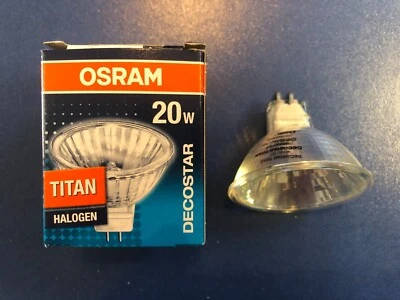 OSRAM
20W
DECOSTAR
TITAN
HALOGEN